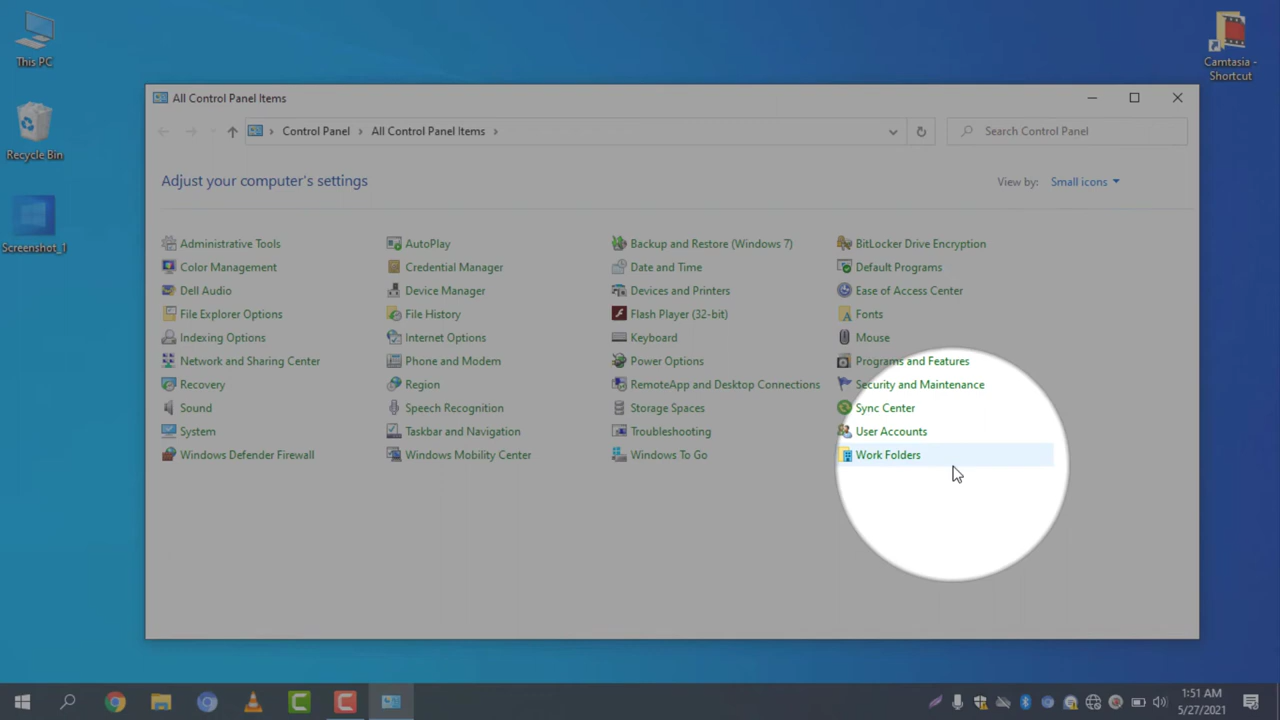 This PC
Recycle Bin
Screenshot_1
Camtasia -
Shortcut
All Control Panel Items
Control Panel > All Control Panel Items >
Search Control Panel
Adjust your computer's settings
View by: Small icons
Administrative Tools AutoPlay Backup and Restore (Windows 7) BitLocker Drive Encryption
Color Management Credential Manager Date and Time Default Programs
Dell Audio Device Manager Devices and Printers Ease of Access Center
File Explorer Options File History Flash Player (32-bit) Fonts
Indexing Options Internet Options Keyboard Mouse
Network and Sharing Center Phone and Modem Power Options Programs and Features
Recovery Region RemoteApp and Desktop Connections Security and Maintenance
Sound Speech Recognition Storage Spaces Sync Center
System Taskbar and Navigation Troubleshooting User Accounts
Windows Defender Firewall Windows Mobility Center Windows To Go Work Folders
1:51 AM
5/27/2021